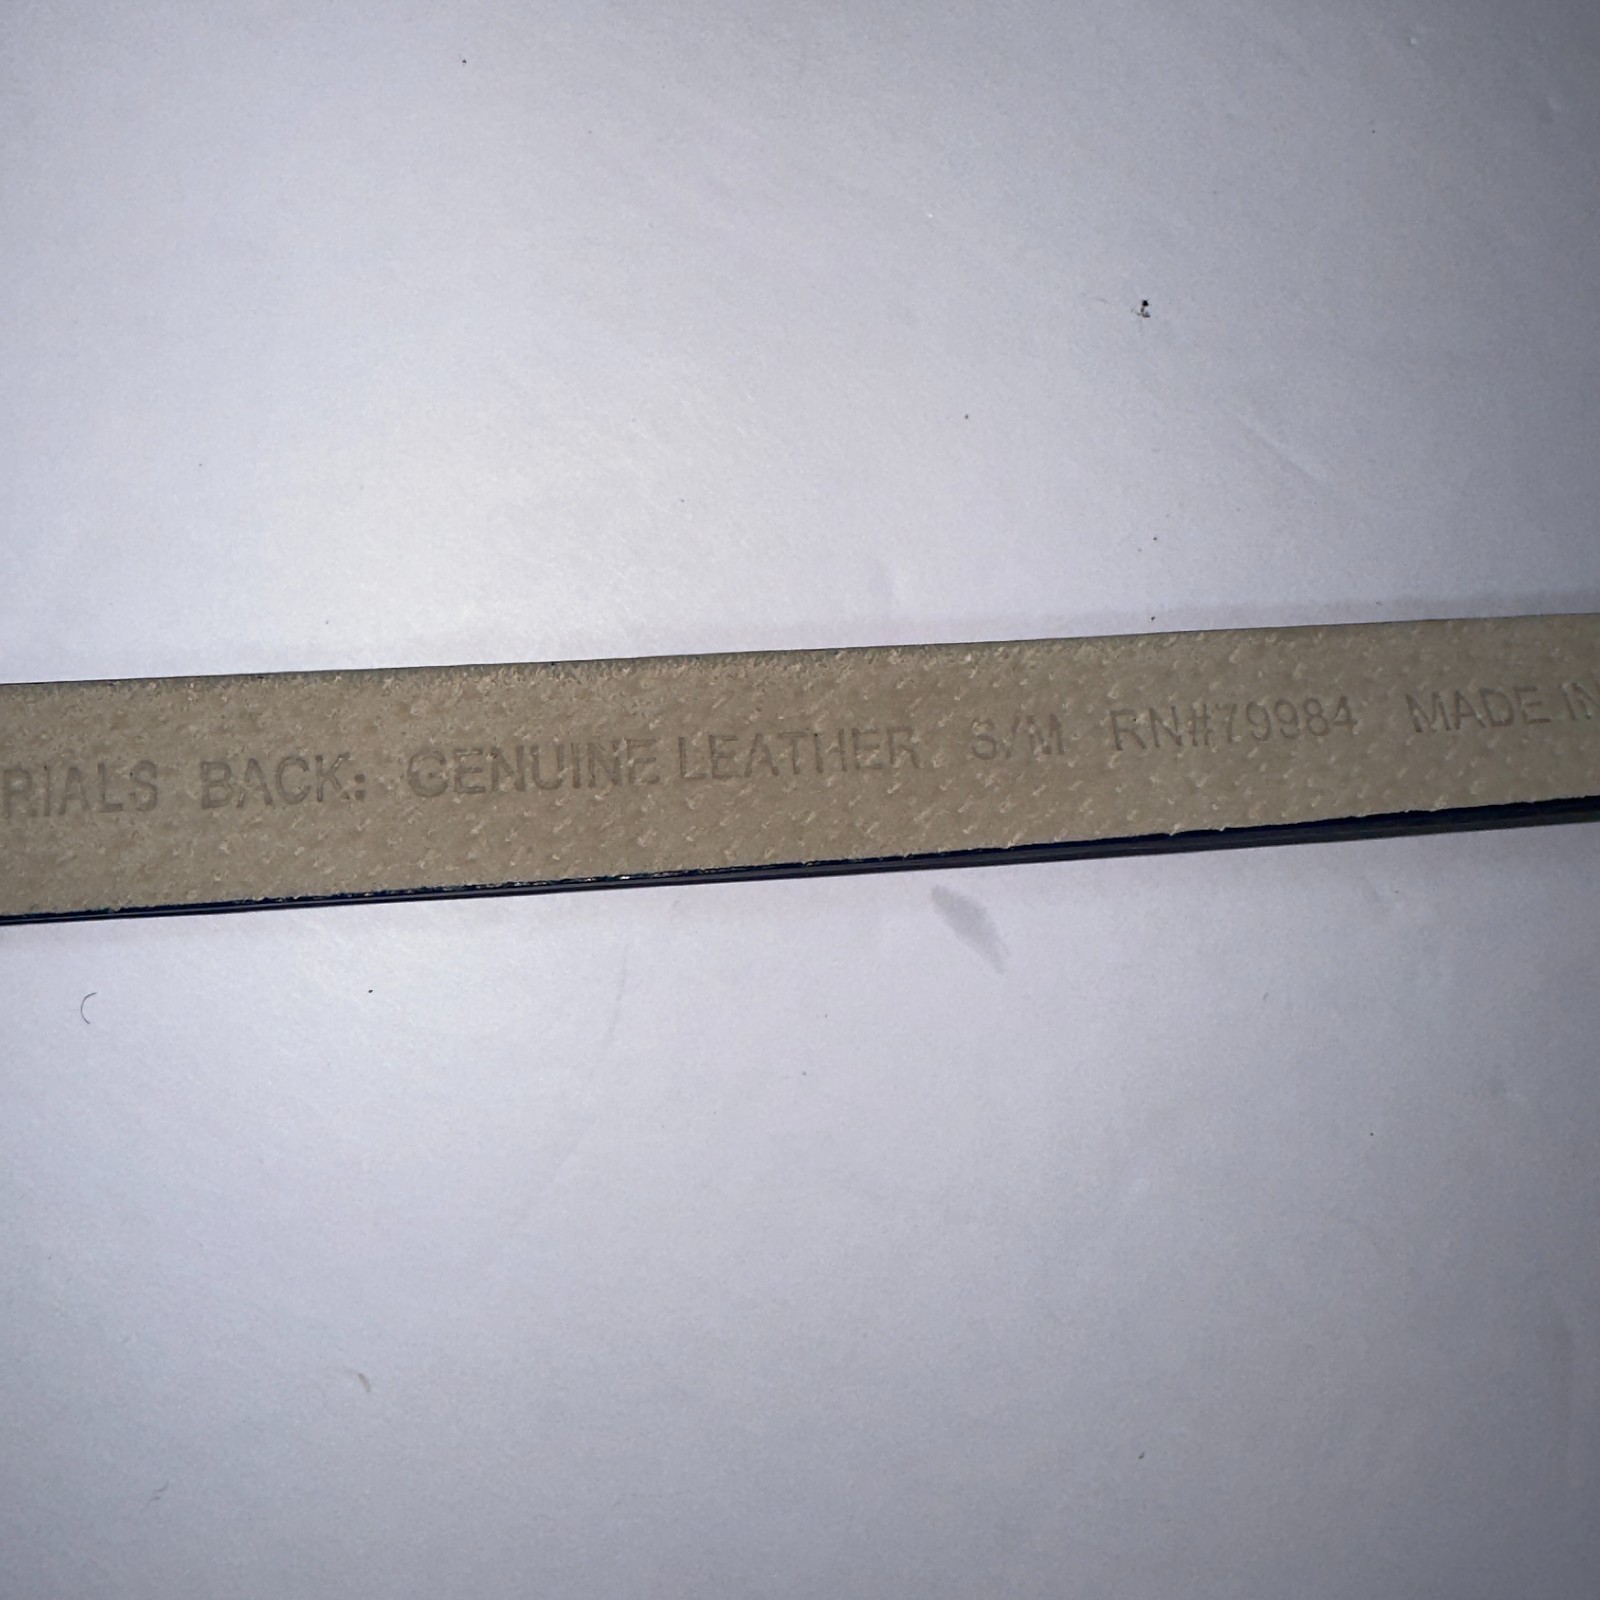 RIALS BACK: GENUINE LEATHER S/M RN#79984 MADE IN